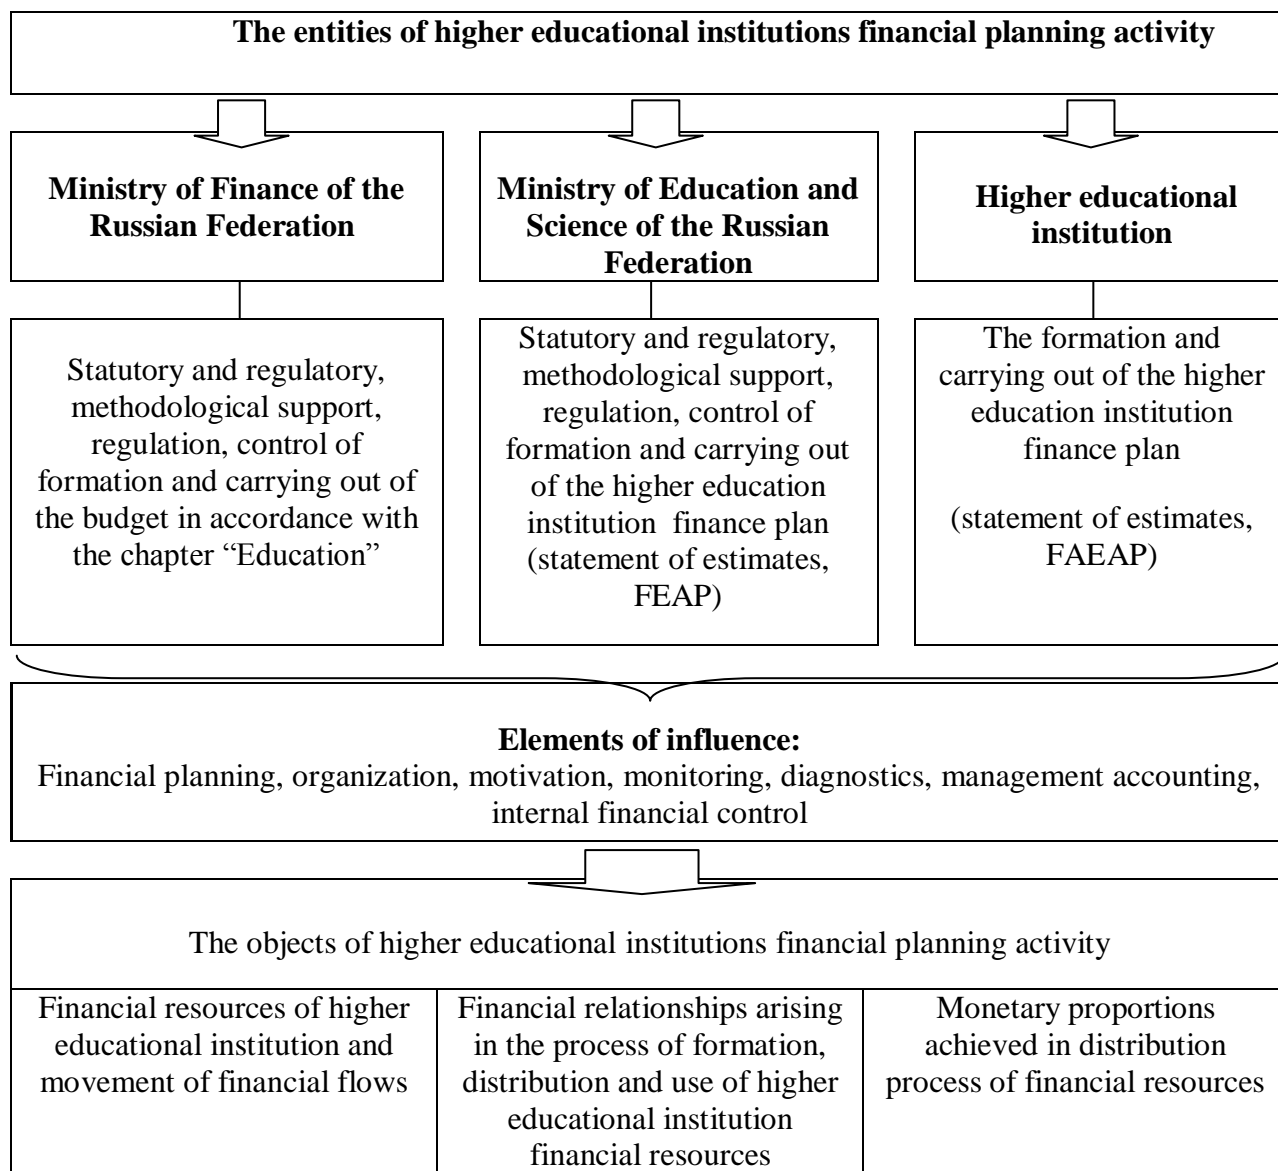 The entities of higher educational institutions financial planning activity
Ministry of Finance of the
Russian Federation
Ministry of Education and
Science of the Russian
Federation
Higher educational
institution
Statutory and regulatory,
methodological support,
regulation, control of
formation and carrying out of
the budget in accordance with
the chapter “Education”
Statutory and regulatory,
methodological support,
regulation, control of
formation and carrying out
of the higher education
institution finance plan
(statement of estimates,
FEAP)
The formation and
carrying out of the higher
education institution
finance plan
(statement of estimates,
FAEAP)
Elements of influence:
Financial planning, organization, motivation, monitoring, diagnostics, management accounting,
internal financial control
The objects of higher educational institutions financial planning activity
Financial resources of higher
educational institution and
movement of financial flows
Financial relationships arising
in the process of formation,
distribution and use of higher
educational institution
financial resources
Monetary proportions
achieved in distribution
process of financial resources